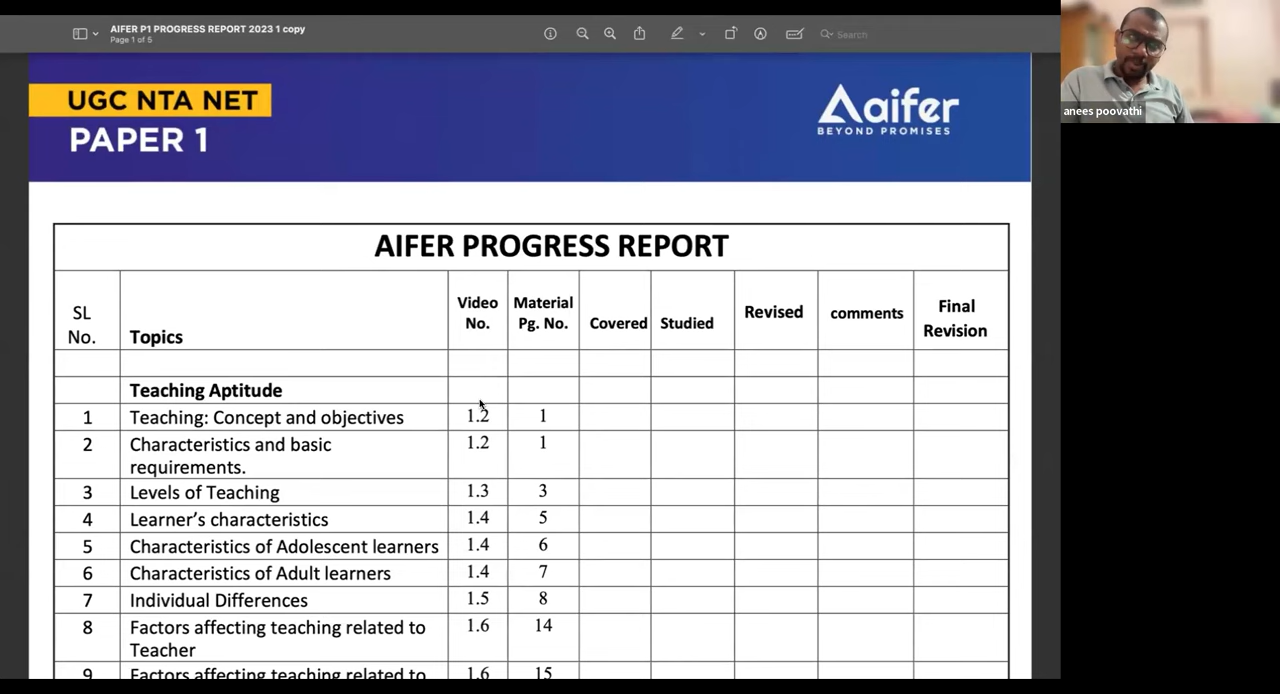 AIFER P1 PROGRESS REPORT 2023 1 copy
Page 1 of 5
Search
anees poovathi
UGC NTA NET
PAPER 1
aifer
BEYOND PROMISES
AIFER PROGRESS REPORT
SL No. Topics Video No. Material Pg. No. Covered Studied Revised comments Final Revision
Teaching Aptitude
1 Teaching: Concept and objectives 1.2 1
2 Characteristics and basic 1.2 1
requirements.
3 Levels of Teaching 1.3 3
4 Learner’s characteristics 1.4 5
5 Characteristics of Adolescent learners 1.4 6
6 Characteristics of Adult learners 1.4 7
7 Individual Differences 1.5 8
8 Factors affecting teaching related to 1.6 14
Teacher
9 Factors affecting teaching related to 1.6 15